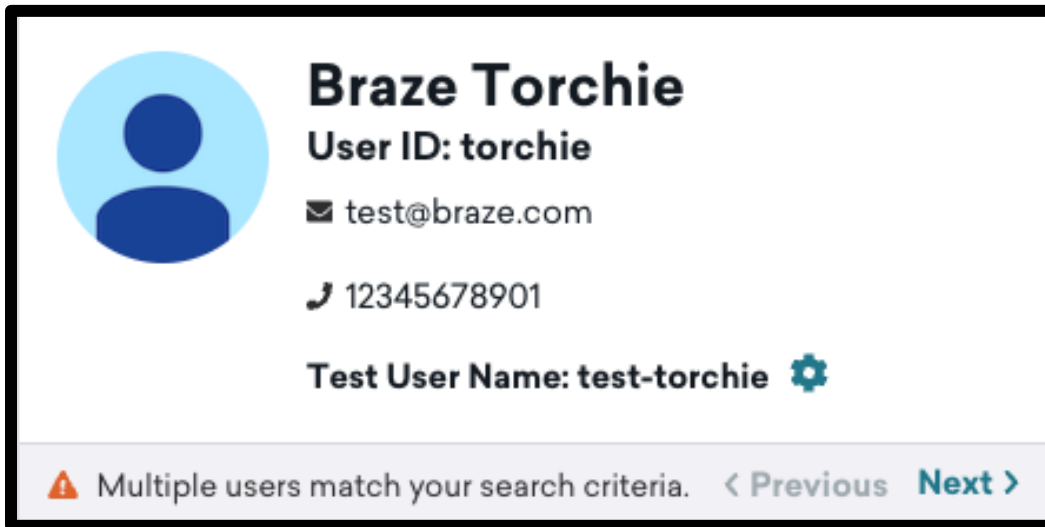 Braze Torchie
User ID: torchie
test@braze.com
12345678901
Test User Name: test-torchie
Multiple users match your search criteria. < Previous Next >